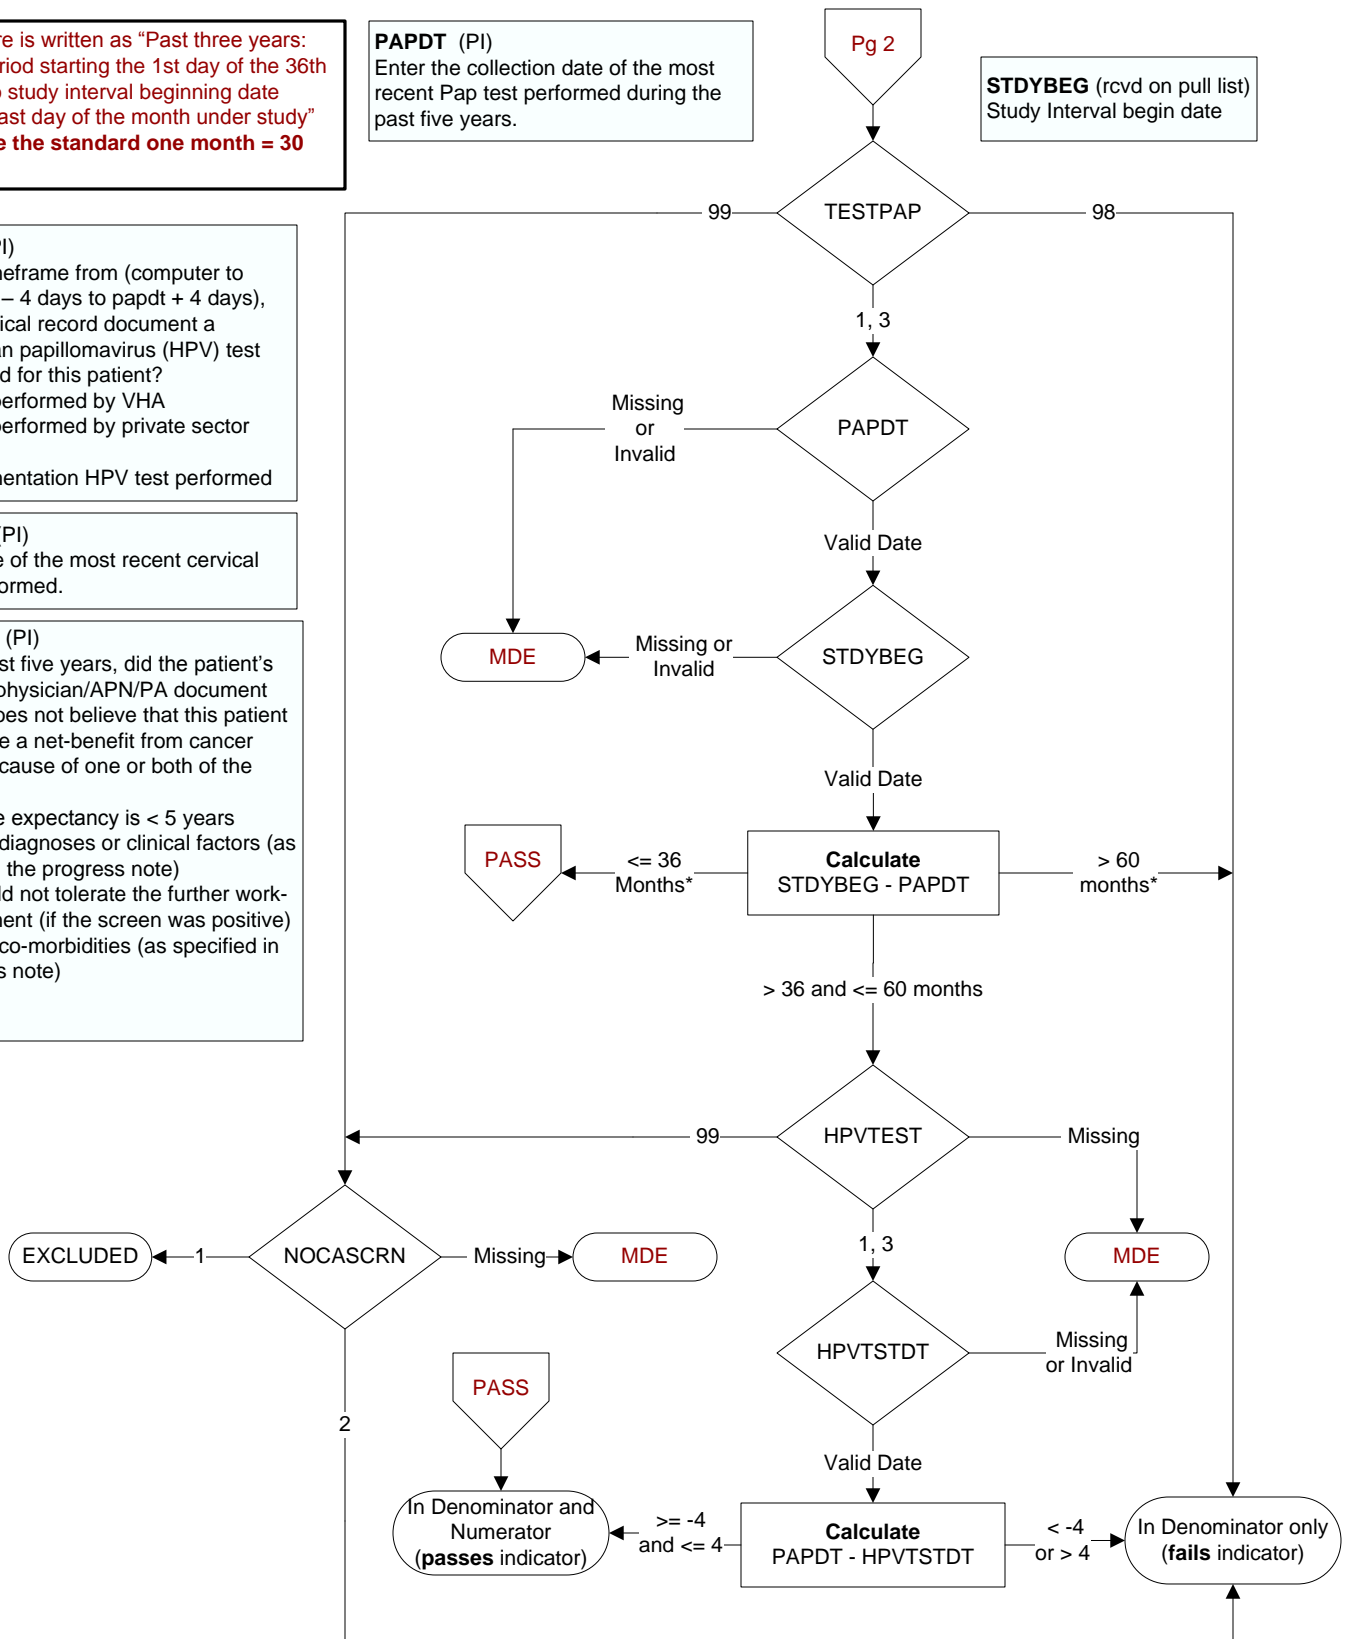 re is written as “Past three years:
riod starting the 1st day of the 36th
o study interval beginning date
ast day of the month under study”
e the standard one month = 30
PAPDT (PI)
Enter the collection date of the most
recent Pap test performed during the
past five years.
Pg 2
STDYBEG (rcvd on pull list)
Study Interval begin date
PI)
neframe from (computer to
– 4 days to papdt + 4 days),
ical record document a
an papillomavirus (HPV) test
d for this patient?
performed by VHA
performed by private sector
nentation HPV test performed
(PI)
e of the most recent cervical
ormed.
(PI)
st five years, did the patient’s
physician/APN/PA document
oes not believe that this patient
e a net-benefit from cancer
cause of one or both of the
e expectancy is < 5 years
diagnoses or clinical factors (as
the progress note)
ld not tolerate the further work-
nent (if the screen was positive)
co-morbidities (as specified in
s note)
99
TESTPAP
98
1, 3
Missing
or
Invalid
PAPDT
Valid Date
MDE
Missing or
Invalid
STDYBEG
Valid Date
PASS
<= 36
Months*
Calculate
STDYBEG - PAPDT
> 60
months*
> 36 and <= 60 months
99
HPVTEST
Missing
EXCLUDED
1
NOCASCRN
Missing
MDE
1, 3
MDE
HPVTSTDT
Missing
or Invalid
PASS
2
Valid Date
In Denominator and
Numerator
(passes indicator)
>= -4
and <= 4
Calculate
PAPDT - HPVTSTDT
< -4
or > 4
In Denominator only
(fails indicator)